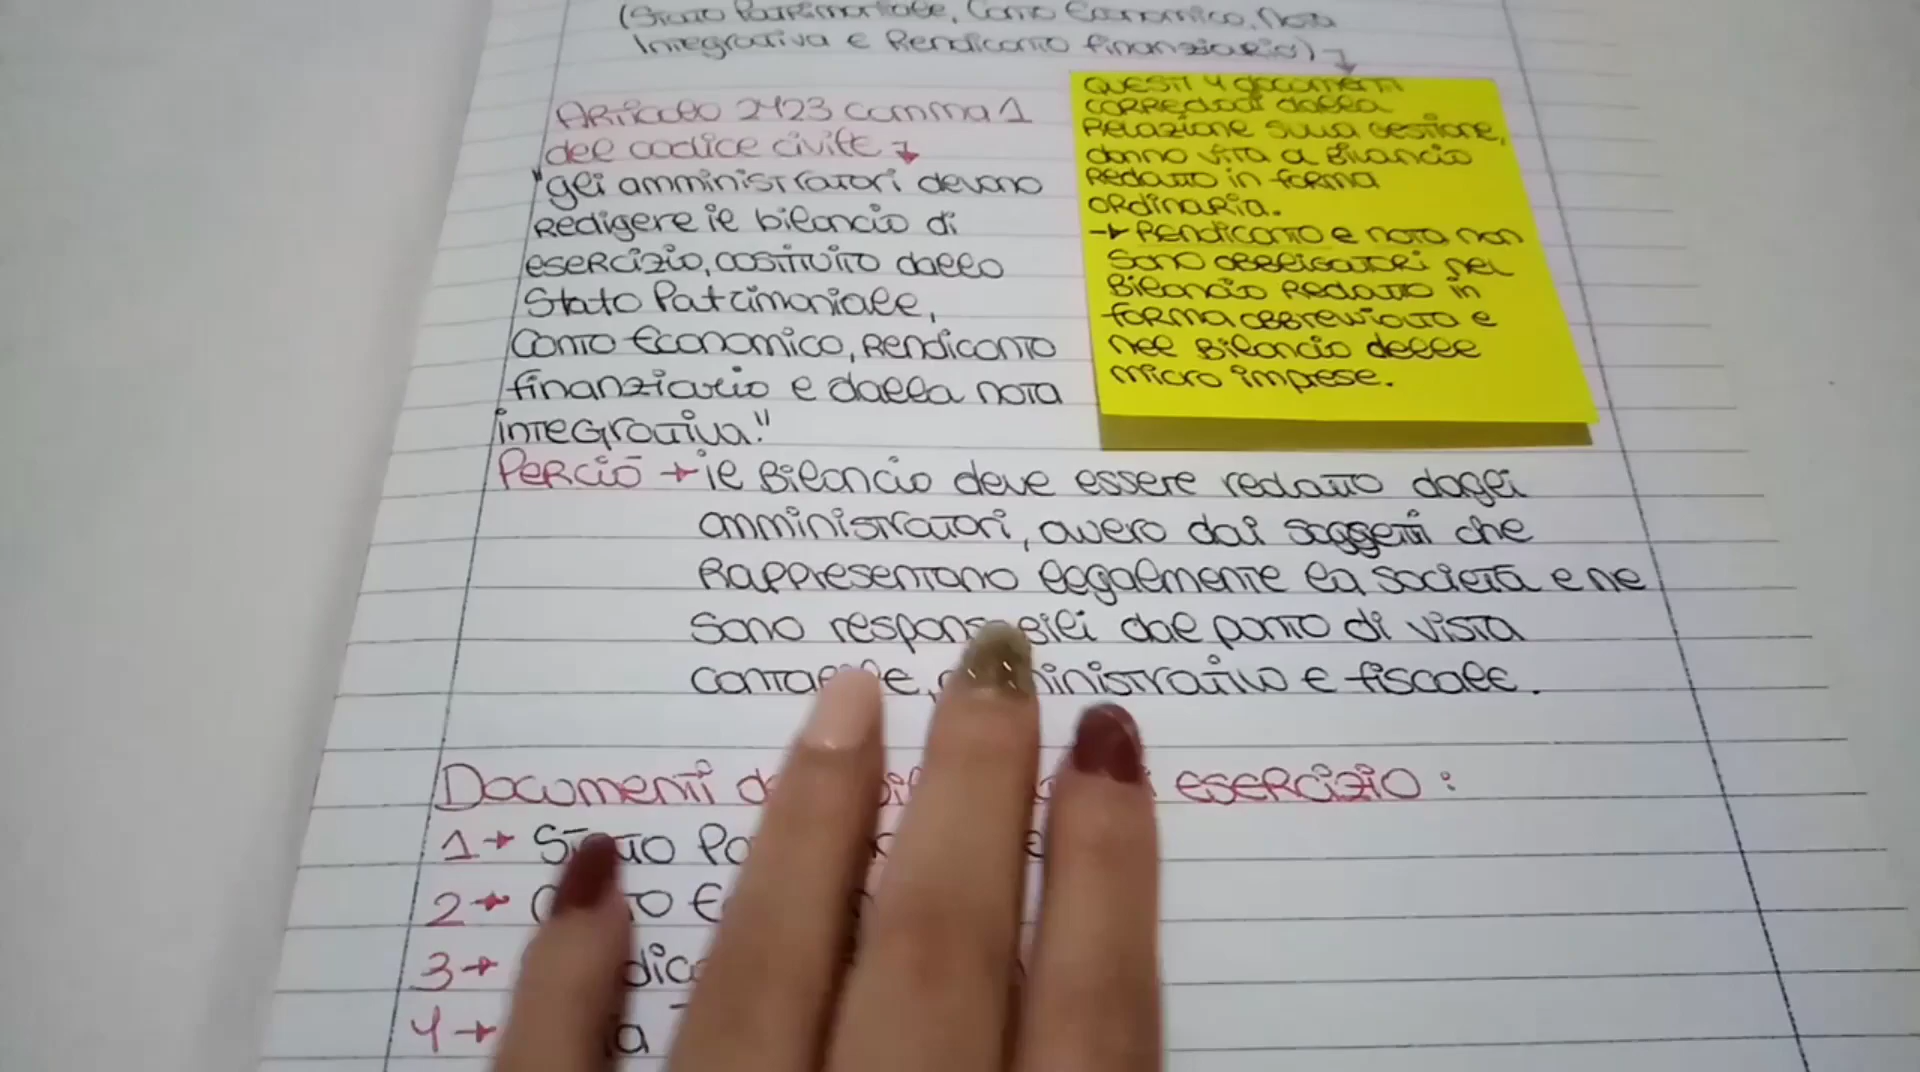 (Stato Patrimoniale, Conto Economico, Nota
Integrativa e Rendiconto finanziario)
Articolo 2423 comma 1
del codice civile
"gli amministratori devono
Redigere il bilancio di
esercizio, costituito dallo
Stato Patrimoniale,
Conto Economico, Rendiconto
finanziario e dalla nota
integrativa."
QUESTI 4 documenti
corredati dalla
Relazione sulla Gestione,
danno vita a Bilancio
Redatto in forma
ORDINARIA.
→ Rendiconto e nota non
sono obbligatori nel
Bilancio Redatto in
forma abbreviata e
nel Bilancio delle
micro imprese.
Perciò → il Bilancio deve essere redatto dagli
amministratori, ovvero dai soggetti che
Rappresentano legalmente la società e ne
sono responsabili dal punto di vista
contabile, amministrativo e fiscale.
Documenti esercizio:
1→ Stato
2→
3→
4→